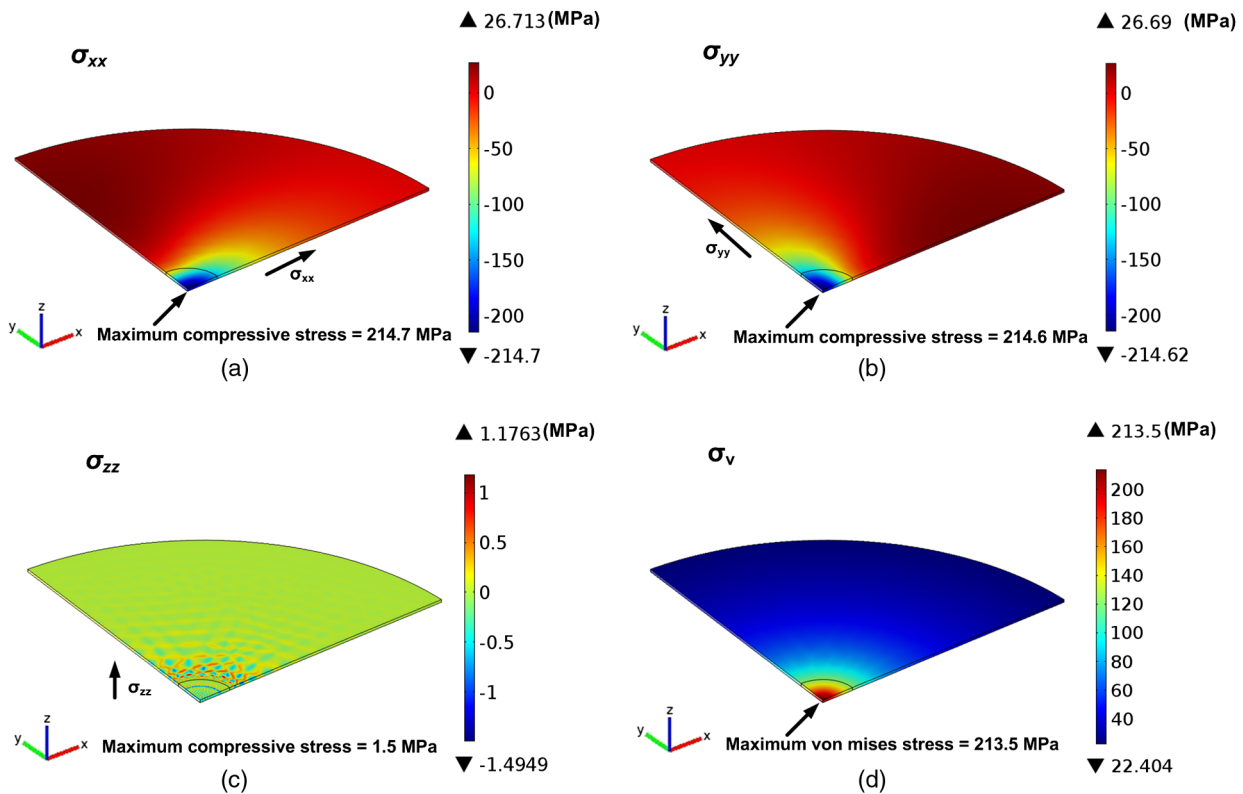 ▲ 26.713 (MPa)
σxx
0
-50
-100
-150
-200
σxx
z
y
x
Maximum compressive stress = 214.7 MPa
▼ -214.7
(a)
▲ 26.69 (MPa)
σyy
0
-50
-100
-150
-200
σyy
z
y
x
Maximum compressive stress = 214.6 MPa
▼ -214.62
(b)
▲ 1.1763 (MPa)
σzz
1
0.5
0
-0.5
-1
σzz
z
y
x
Maximum compressive stress = 1.5 MPa
▼ -1.4949
(c)
▲ 213.5 (MPa)
σv
200
180
160
140
120
100
80
60
40
z
y
x
Maximum von mises stress = 213.5 MPa
▼ 22.404
(d)